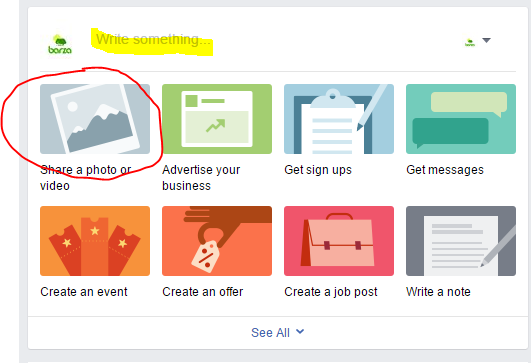 barza
Write something...
Share a photo or
video
Advertise your
business
Get sign ups
Get messages
Create an event
Create an offer
Create a job post
Write a note
See All